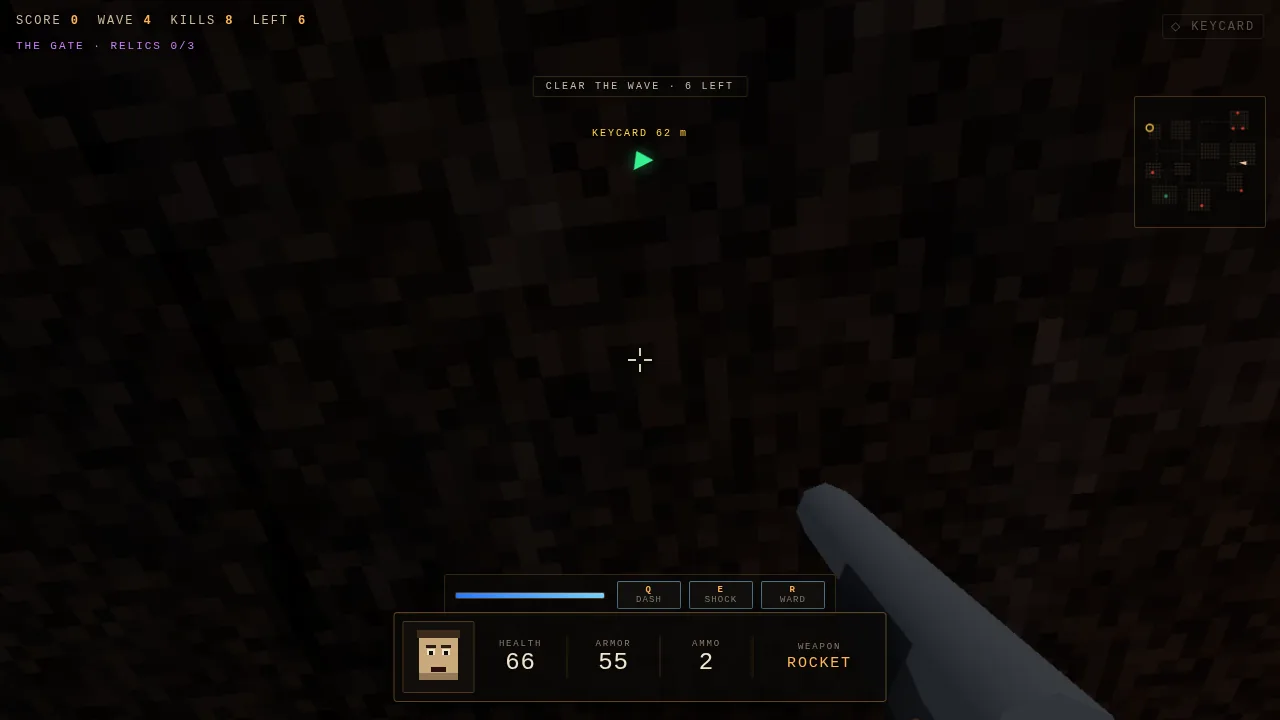 SCORE 0 WAVE 4 KILLS 8 LEFT 6
◇ KEYCARD
THE GATE · RELICS 0/3
CLEAR THE WAVE · 6 LEFT
KEYCARD 62 m
Q E R
DASH SHOCK WARD
HEALTH ARMOR AMMO WEAPON
66 55 2 ROCKET